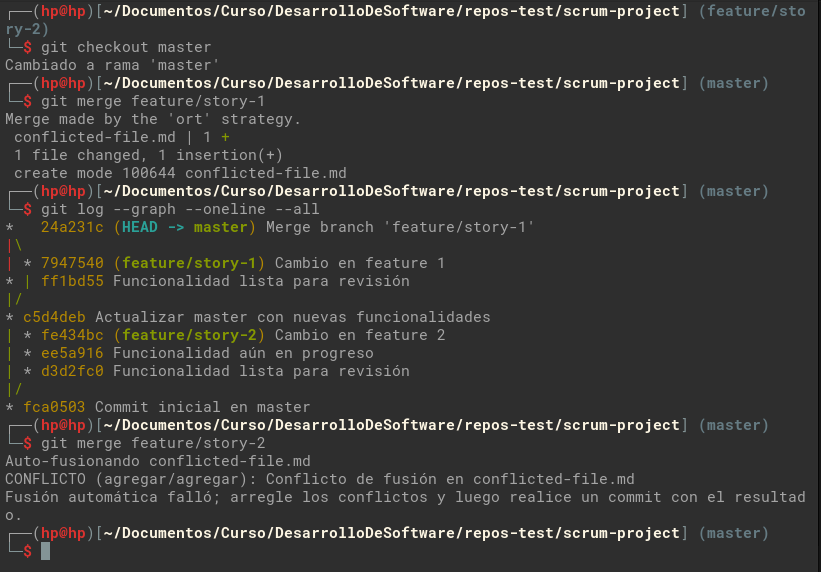 ┌──(hp@hp)[~/Documentos/Curso/DesarrolloDeSoftware/repos-test/scrum-project] (feature/sto
ry-2)
└─$ git checkout master
Cambiado a rama 'master'
┌──(hp@hp)[~/Documentos/Curso/DesarrolloDeSoftware/repos-test/scrum-project] (master)
└─$ git merge feature/story-1
Merge made by the 'ort' strategy.
 conflicted-file.md | 1 +
 1 file changed, 1 insertion(+)
 create mode 100644 conflicted-file.md
┌──(hp@hp)[~/Documentos/Curso/DesarrolloDeSoftware/repos-test/scrum-project] (master)
└─$ git log --graph --oneline --all
*   24a231c (HEAD -> master) Merge branch 'feature/story-1'
|\
| * 7947540 (feature/story-1) Cambio en feature 1
* | ff1bd55 Funcionalidad lista para revisión
|/
* c5d4deb Actualizar master con nuevas funcionalidades
| * fe434bc (feature/story-2) Cambio en feature 2
| * ee5a916 Funcionalidad aún en progreso
| * d3d2fc0 Funcionalidad lista para revisión
|/
* fca0503 Commit inicial en master
┌──(hp@hp)[~/Documentos/Curso/DesarrolloDeSoftware/repos-test/scrum-project] (master)
└─$ git merge feature/story-2
Auto-fusionando conflicted-file.md
CONFLICTO (agregar/agregar): Conflicto de fusión en conflicted-file.md
Fusión automática falló; arregle los conflictos y luego realice un commit con el resultad
o.
┌──(hp@hp)[~/Documentos/Curso/DesarrolloDeSoftware/repos-test/scrum-project] (master)
└─$